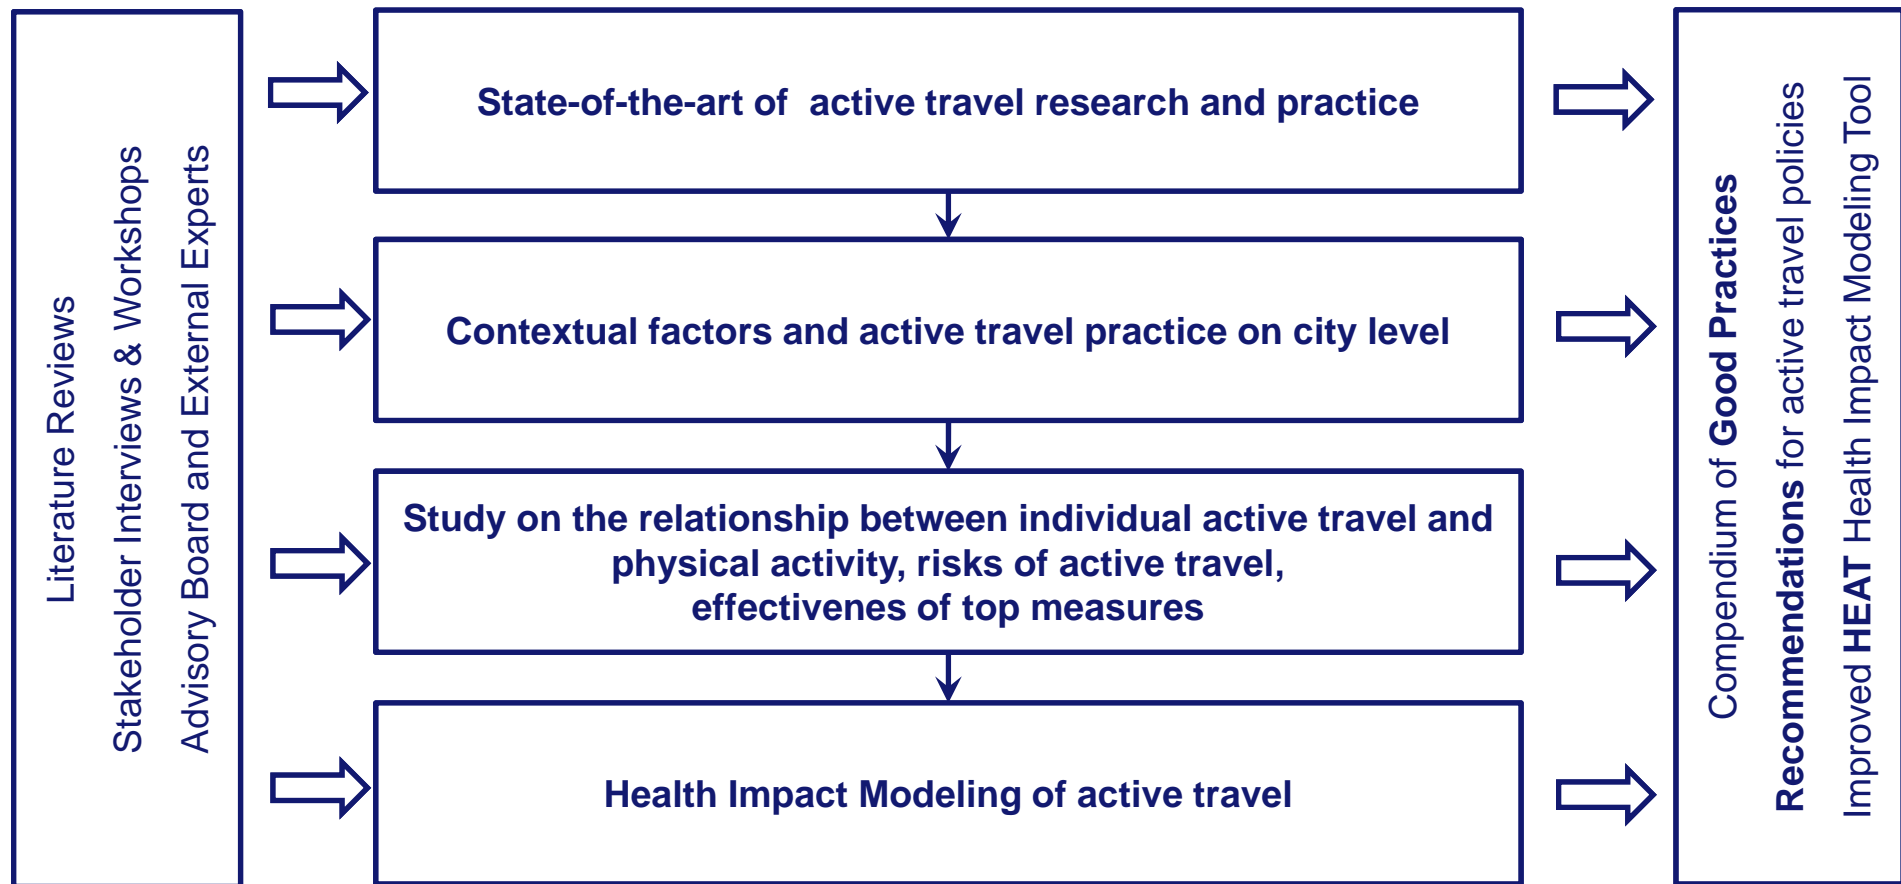 Literature Reviews
Stakeholder Interviews & Workshops
Advisory Board and External Experts
State-of-the-art of  active travel research and practice
Contextual factors and active travel practice on city level
Study on the relationship between individual active travel and
physical activity, risks of active travel,
effectivenes of top measures
Health Impact Modeling of active travel
Compendium of Good Practices
Recommendations for active travel policies
Improved HEAT Health Impact Modeling Tool